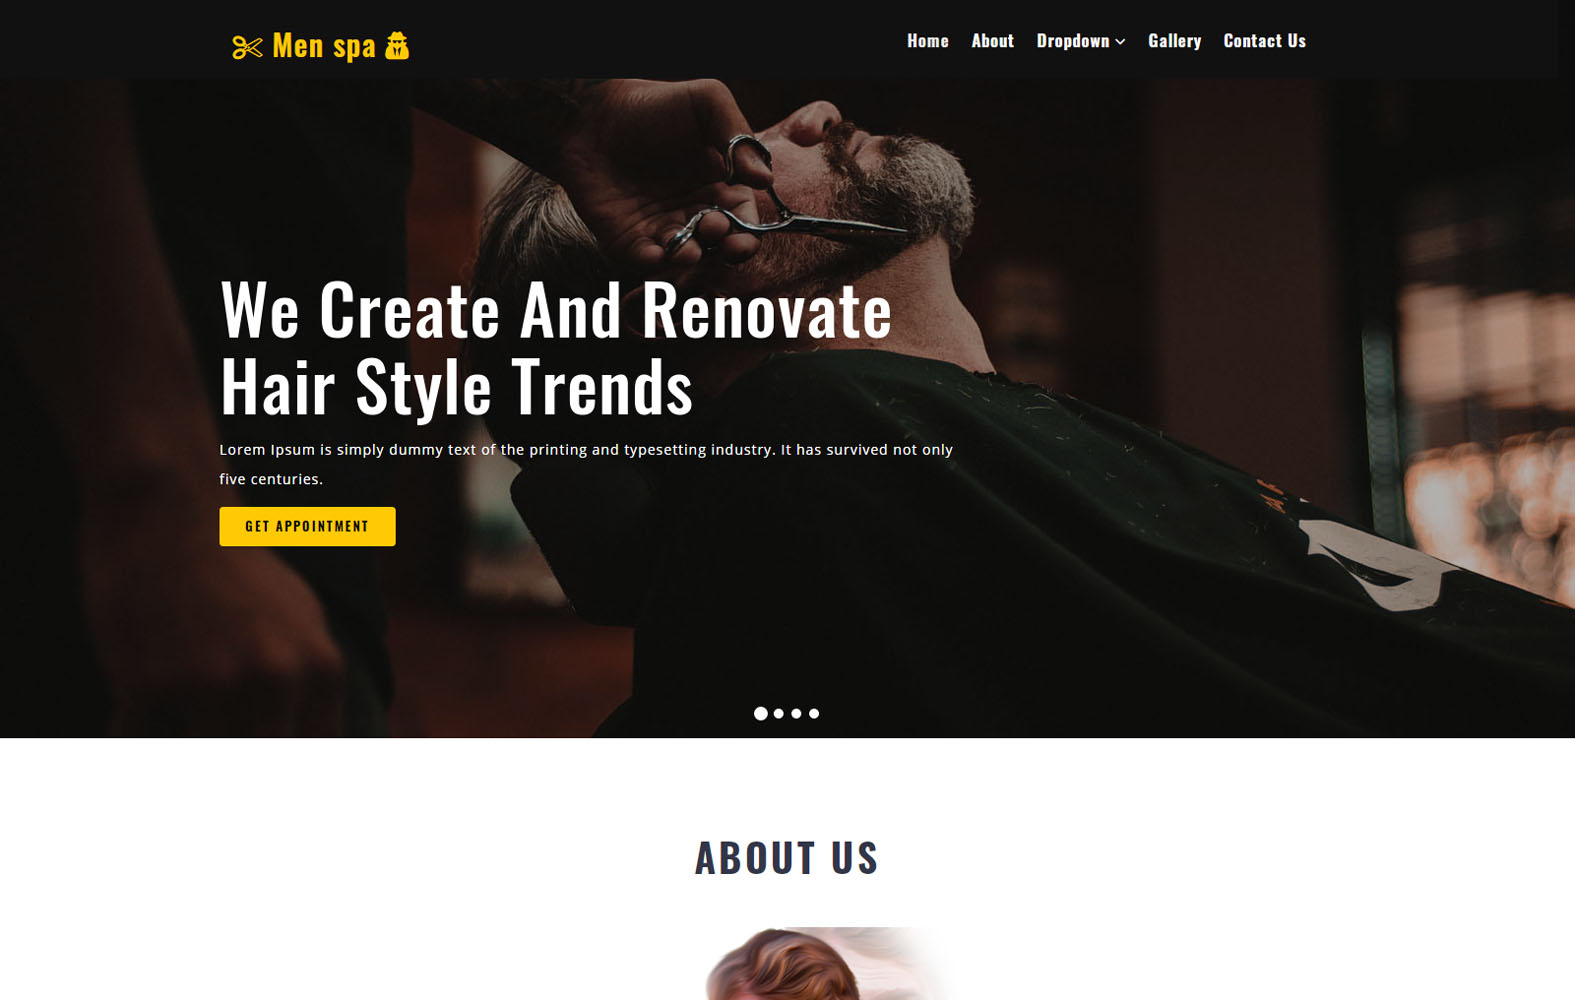 Men spa
Home About Dropdown Gallery Contact Us
We Create And Renovate
Hair Style Trends
Lorem Ipsum is simply dummy text of the printing and typesetting industry. It has survived not only
five centuries.
GET APPOINTMENT
ABOUT US